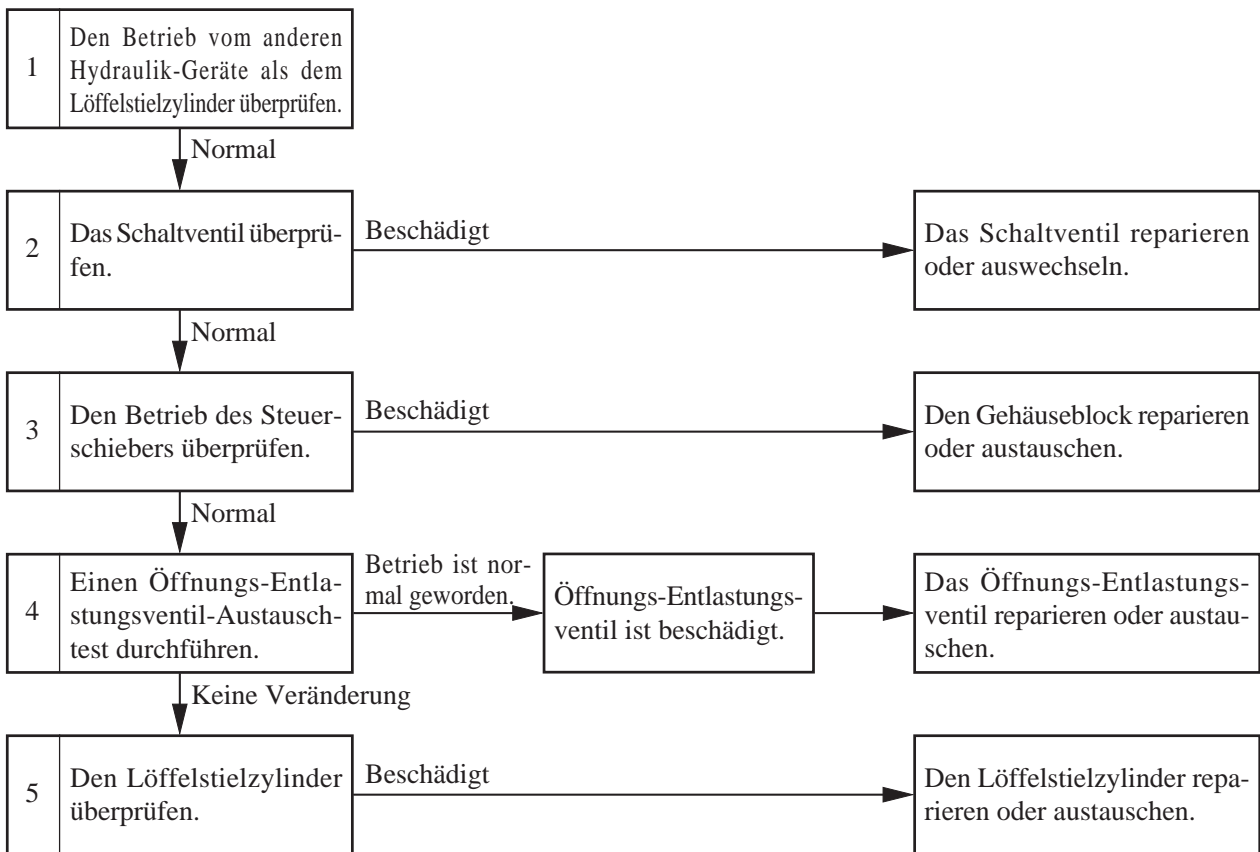 1
Den Betrieb vom anderen
Hydraulik-Geräte als dem
Löffelstielzylinder überprüfen.
Normal
2
Das Schaltventil überprü-
fen.
Beschädigt
Das Schaltventil reparieren
oder auswechseln.
Normal
3
Den Betrieb des Steuer-
schiebers überprüfen.
Beschädigt
Den Gehäuseblock reparieren
oder austauschen.
Normal
4
Einen Öffnungs-Entla-
stungsventil-Austausch-
test durchführen.
Betrieb ist nor-
mal geworden.
Öffnungs-Entlastungs-
ventil ist beschädigt.
Das Öffnungs-Entlastungs-
ventil reparieren oder austau-
schen.
Keine Veränderung
5
Den Löffelstielzylinder
überprüfen.
Beschädigt
Den Löffelstielzylinder repa-
rieren oder austauschen.